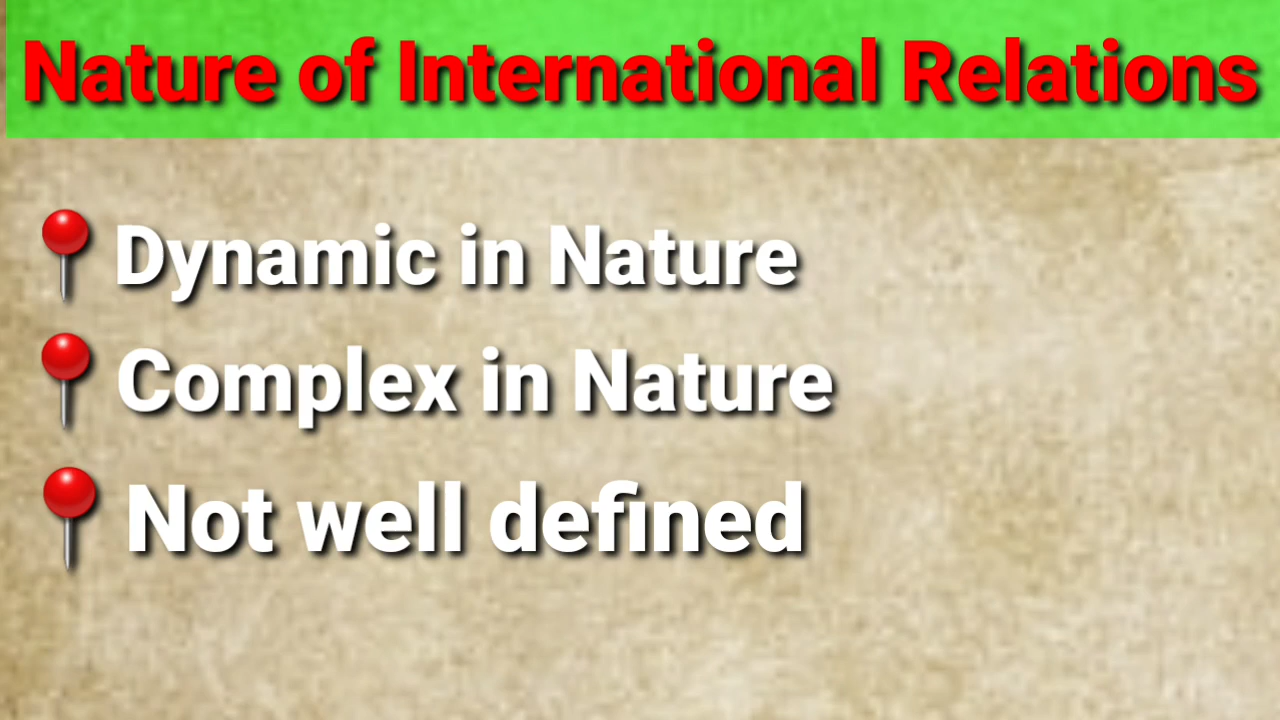 Nature of International Relations
Dynamic in Nature
Complex in Nature
Not well defined